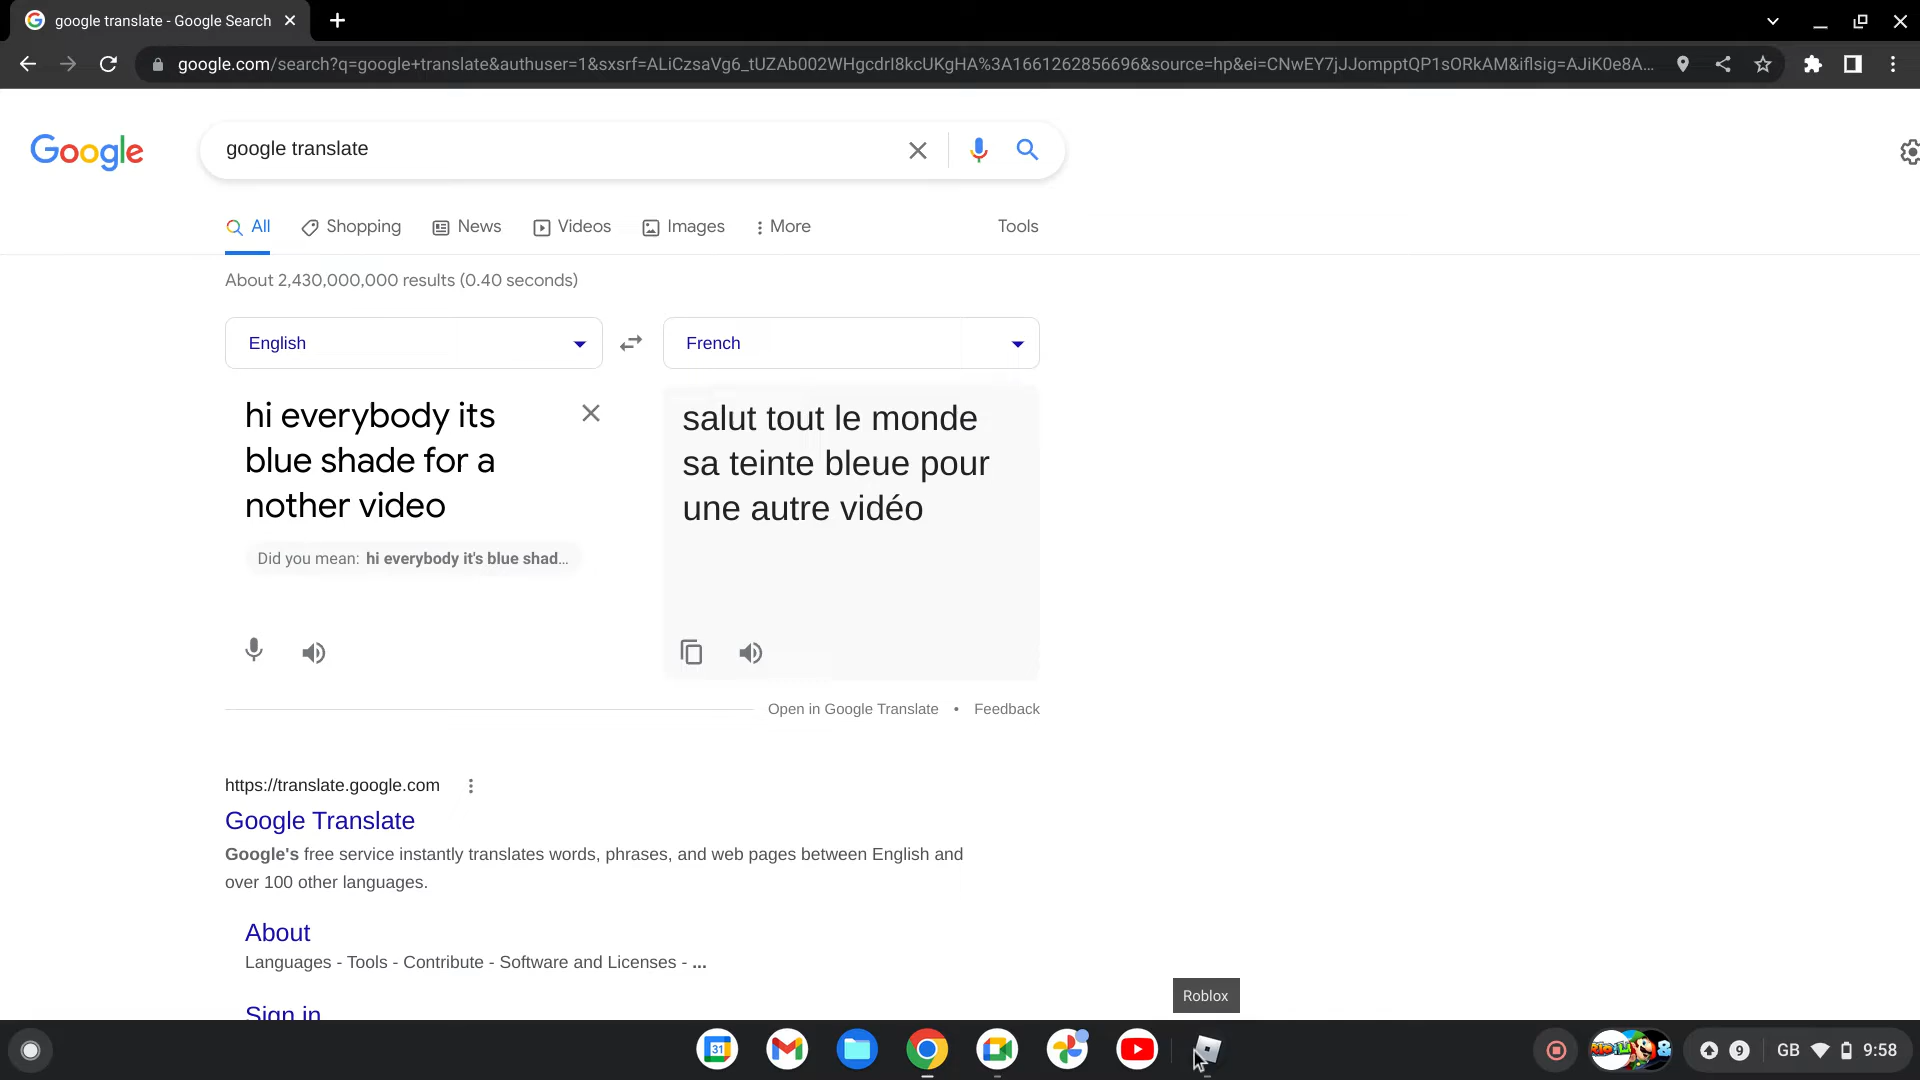 google translate - Google Search
google.com/search?q=google+translate&authuser=1&sxsrf=ALiCzsaVg6_tUZAb002WHgcdrI8kcUKgHA%3A1661262856696&source=hp&ei=CNwEY7jJJompptQP1sORkAM&iflsig=AJiK0e8A...
Google
google translate
All Shopping News Videos Images More Tools
About 2,430,000,000 results (0.40 seconds)
English
French
hi everybody its
blue shade for a
nother video
Did you mean: hi everybody it's blue shad...
salut tout le monde
sa teinte bleue pour
une autre vidéo
Open in Google Translate • Feedback
https://translate.google.com
Google Translate
Google's free service instantly translates words, phrases, and web pages between English and
over 100 other languages.
About
Languages - Tools - Contribute - Software and Licenses - ...
Sign in
Roblox
31
9 GB 9:58